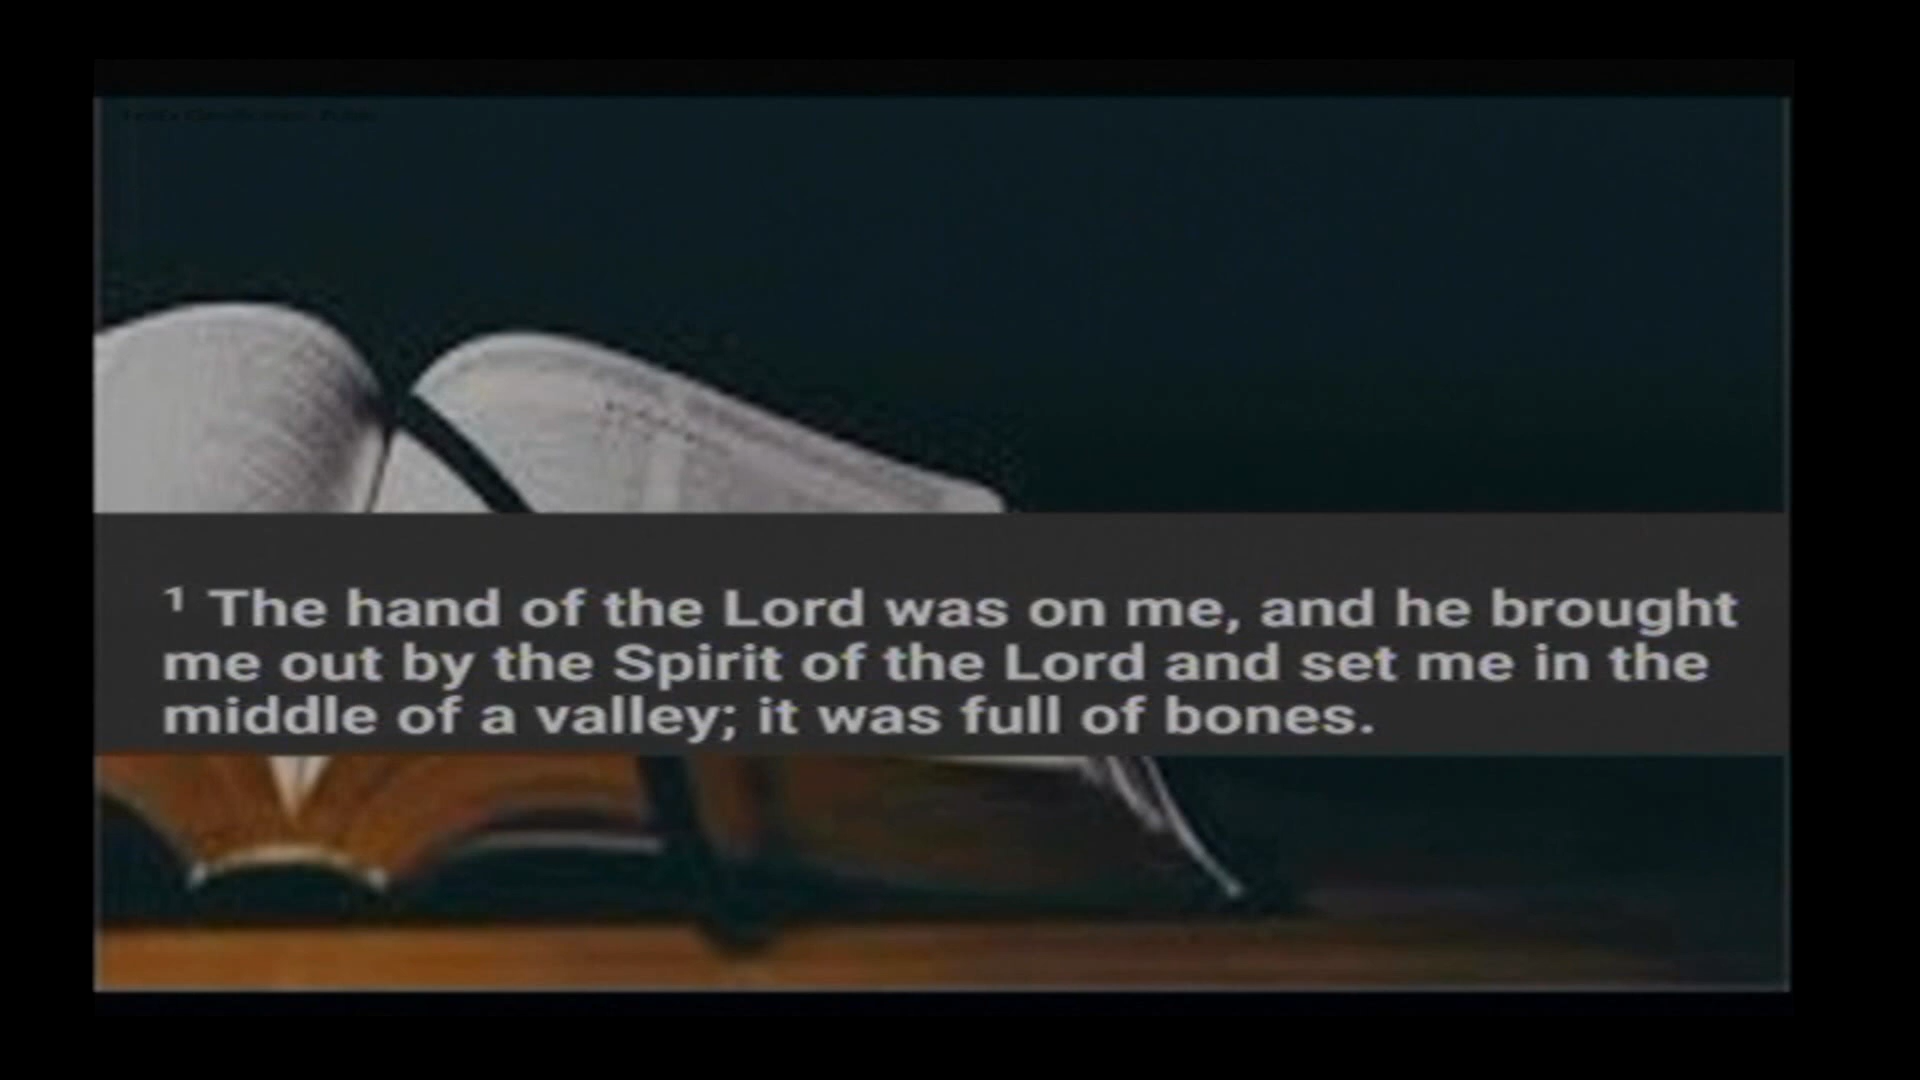 1 The hand of the Lord was on me, and he brought
me out by the Spirit of the Lord and set me in the
middle of a valley; it was full of bones.